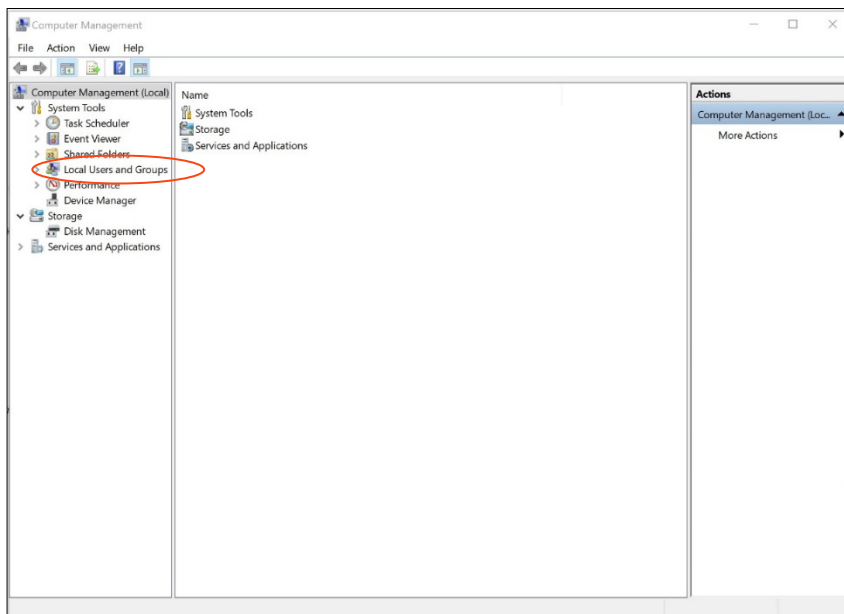 Computer Management
File Action View Help
Computer Management (Local)
System Tools
Task Scheduler
Event Viewer
Shared Folders
Local Users and Groups
Performance
Device Manager
Storage
Disk Management
Services and Applications
Name
System Tools
Storage
Services and Applications
Actions
Computer Management (Loc...
More Actions